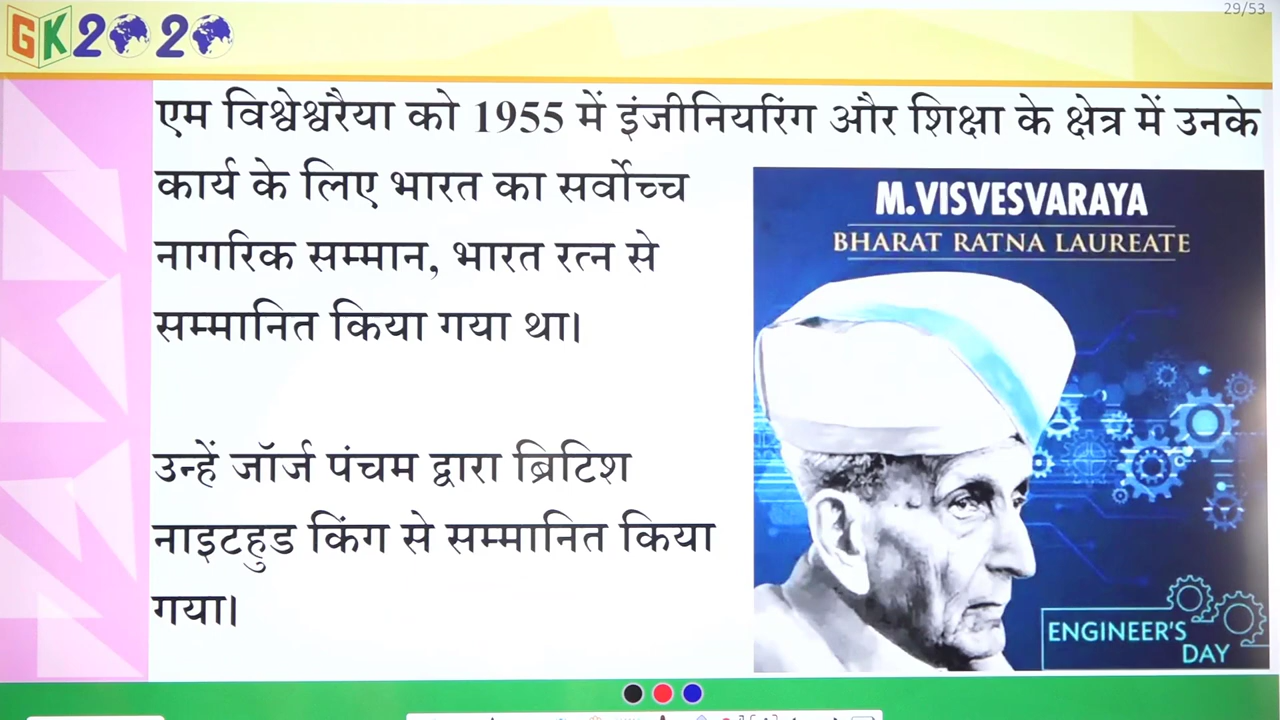 29/53
GK2020
एम विश्वेश्वरैया को 1955 में इंजीनियरिंग और शिक्षा के क्षेत्र में उनके
कार्य के लिए भारत का सर्वोच्च
नागरिक सम्मान, भारत रत्न से
सम्मानित किया गया था।
M.VISVESVARAYA
BHARAT RATNA LAUREATE
उन्हें जॉर्ज पंचम द्वारा ब्रिटिश
नाइटहुड किंग से सम्मानित किया
गया।
ENGINEER'S
DAY